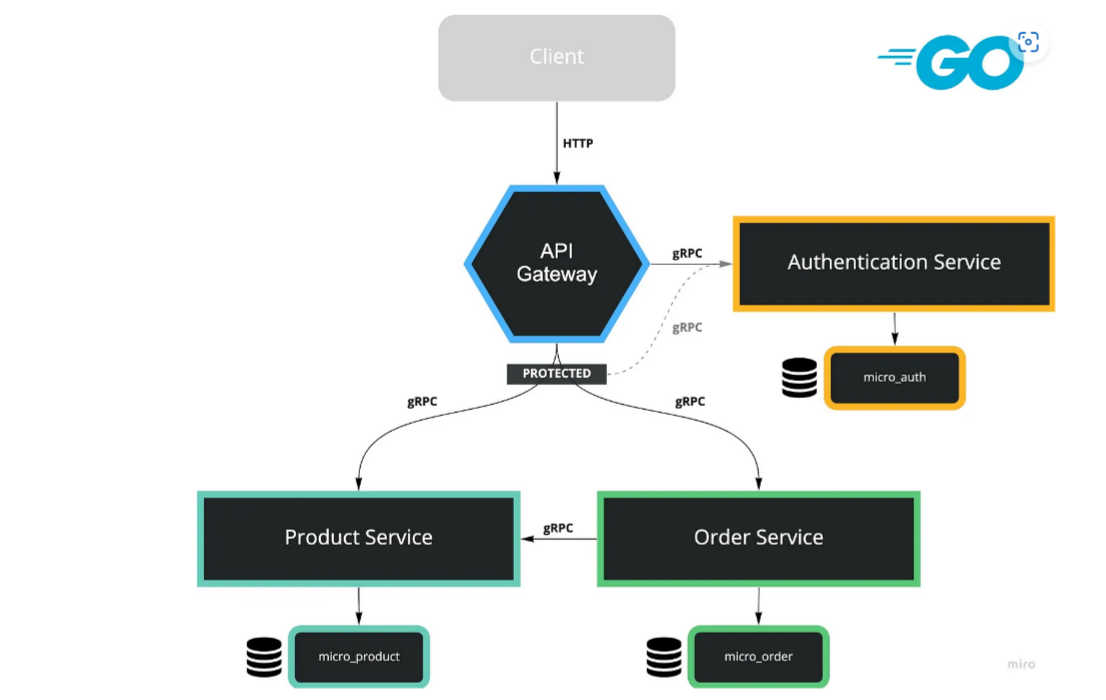 Client
GO
HTTP
API
Gateway
gRPC
Authentication Service
gRPC
PROTECTED
micro_auth
gRPC
gRPC
Product Service
gRPC
Order Service
micro_product
micro_order
miro